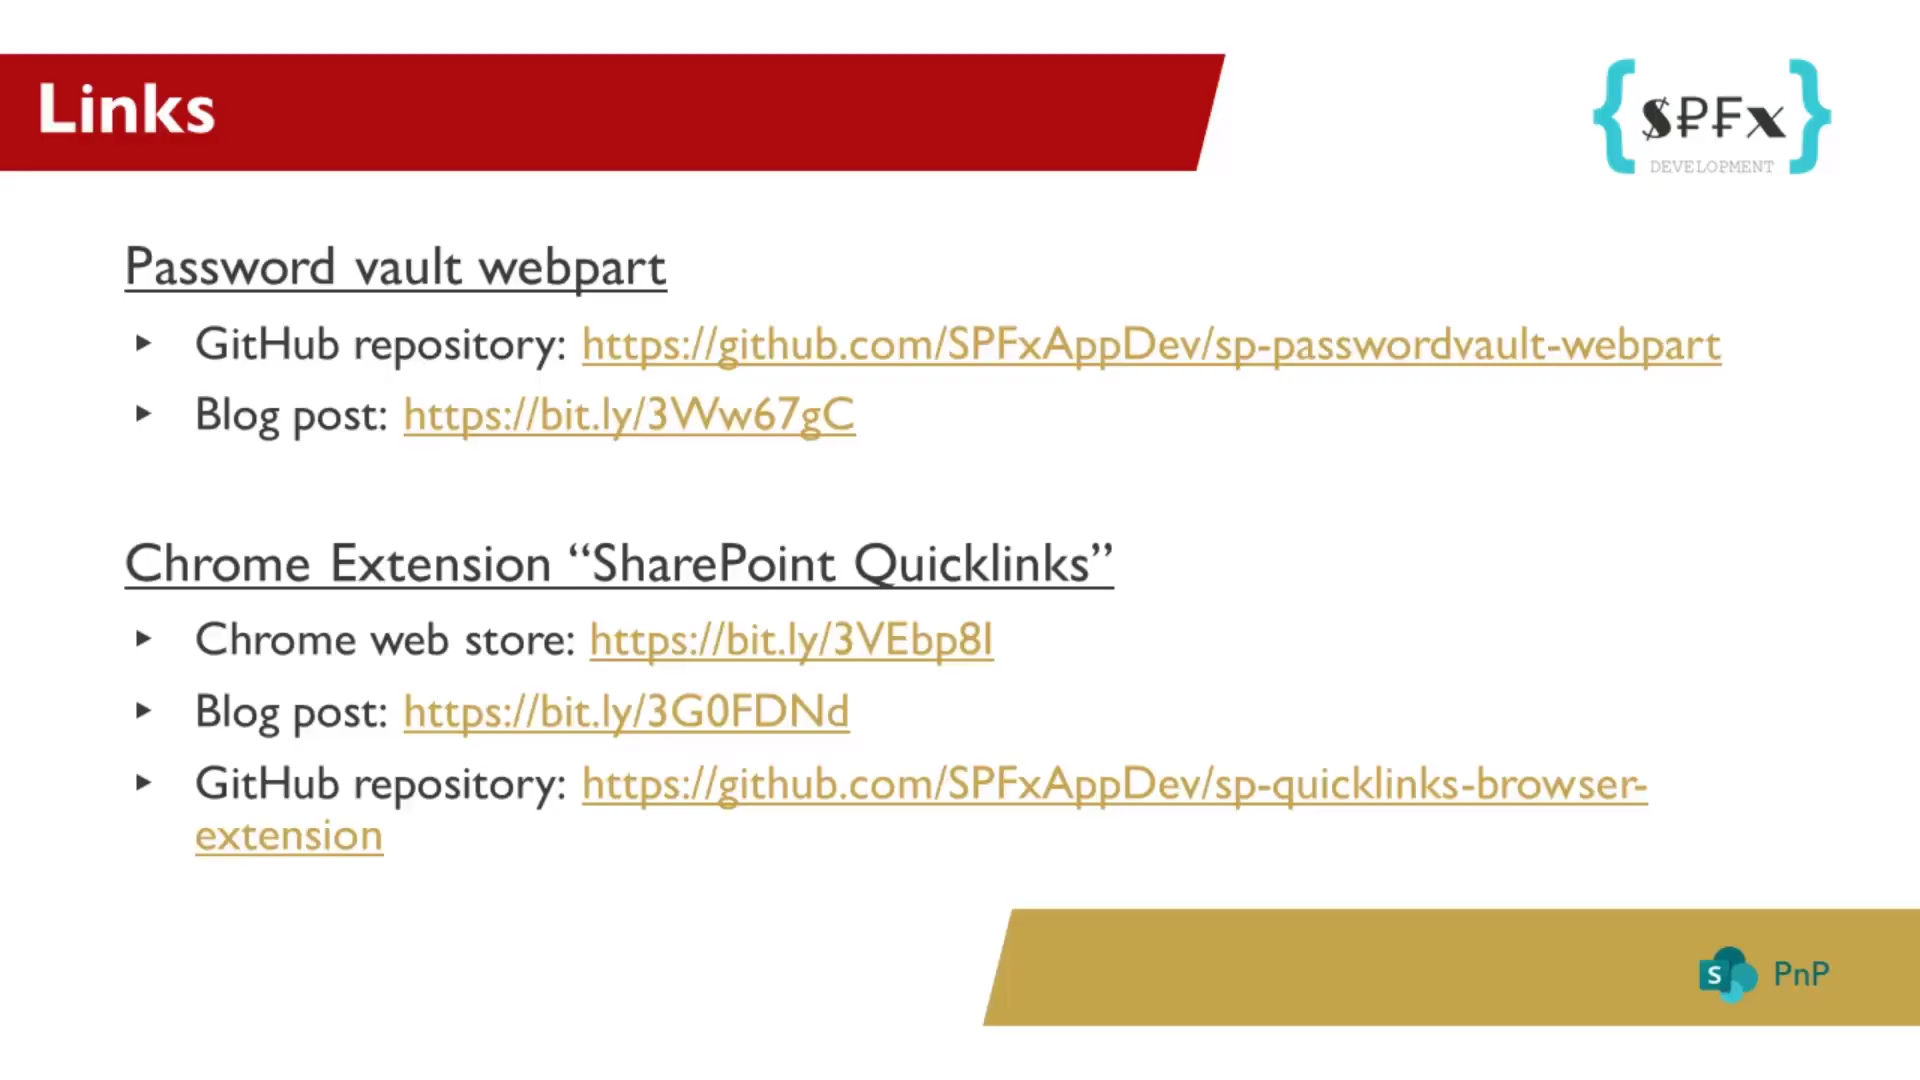 Links
{$PFx}
DEVELOPMENT
Password vault webpart
‣ GitHub repository: https://github.com/SPFxAppDev/sp-passwordvault-webpart
‣ Blog post: https://bit.ly/3Ww67gC
Chrome Extension “SharePoint Quicklinks”
‣ Chrome web store: https://bit.ly/3VEbp8l
‣ Blog post: https://bit.ly/3G0FDNd
‣ GitHub repository: https://github.com/SPFxAppDev/sp-quicklinks-browser-
extension
S PnP